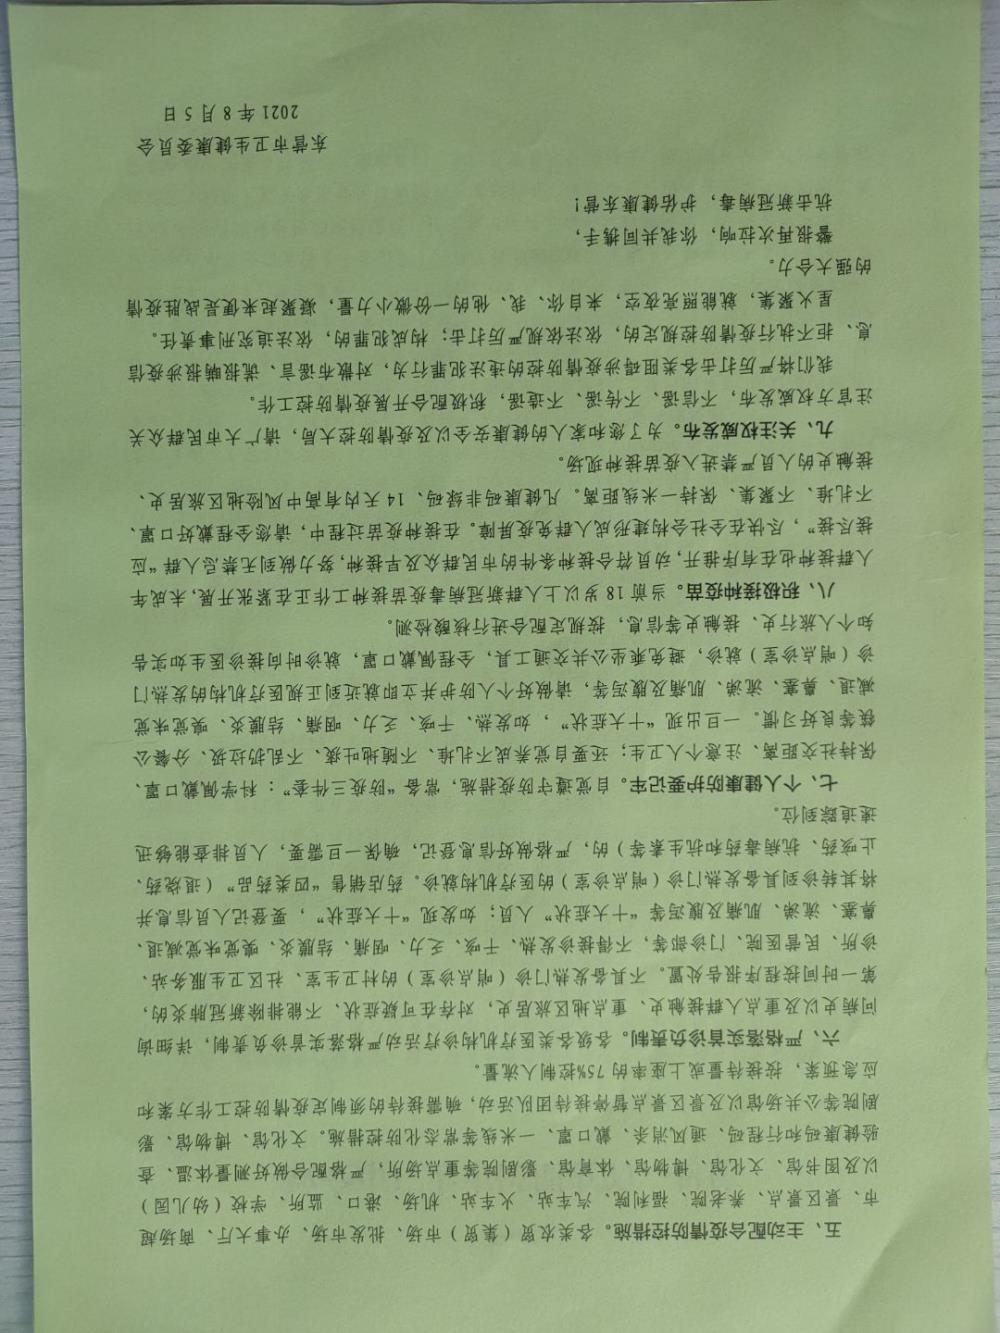 五、主动配合疫情防控措施。各类农贸（集贸）市场、批发市场、办事大厅、商场超
市、景区景点、养老院、福利院、汽车站、火车站、机场、港口、监所、学校（幼儿园）
以及图书馆、文化馆、博物馆、体育馆、影剧院等重点场所，严格配合做好测量体温、查
验健康码和行程码、通风消杀、戴口罩、一米线等常态化防控措施。文化馆、博物馆、影
剧院等公共场馆以及景区景点暂停接待团队活动，确需接待的须制定疫情防控工作方案和
应急预案，按接待量或上座率的 75%控制人流量。
六、严格落实首诊负责制。各级各类医疗机构诊疗活动严格落实首诊负责制，详细询
问病史以及重点人群接触史、重点地区旅居史，对存在可疑症状、不能排除新冠肺炎的，
第一时间按程序报告处置。不具备发热门诊（哨点诊室）的村卫生室、社区卫生服务站、
诊所、民营医院、门诊部等，不得接诊发热、干咳、乏力、咽痛、结膜炎、嗅觉味觉减退、
鼻塞、流涕、肌痛及腹泻等“十大症状”人员；如发现“十大症状”，要登记人员信息并
将其转诊到具备发热门诊（哨点诊室）的医疗机构就诊。药店销售“四类药品”（退烧药、
止咳药、抗病毒药和抗生素等）的，严格做好信息登记，确保一旦需要，人员排查能够迅
速追踪到位。
七、个人健康防护要记牢。自觉遵守防疫措施，常备“防疫三件套”：科学佩戴口罩、
保持社交距离、注意个人卫生；还要自觉养成不扎堆、不随地吐痰、不乱扔垃圾、分餐公
筷等良好习惯。一旦出现“十大症状”，如发热、干咳、乏力、咽痛、结膜炎、嗅觉味觉
减退、鼻塞、流涕、肌痛及腹泻等，请做好个人防护并立即就近到正规医疗机构的发热门
诊（哨点诊室）就诊，避免乘坐公共交通工具，全程佩戴口罩，就诊时向接诊医生如实告
知个人旅行史、接触史等信息，按规定配合进行核酸检测。
八、积极接种疫苗。当前 18 岁以上人群新冠病毒疫苗接种工作正在紧张开展，未成年
人群接种也在有序推开，动员符合接种条件的市民群众及早接种，努力做到无禁忌人群“应
接尽接”，尽快在全社会构建形成人群免疫屏障。在接种疫苗过程中，请您全程戴好口罩、
不扎堆、不聚集、保持一米线距离。凡健康码非绿码、14 天内有高中风险地区旅居史、
接触史的人员严禁进入疫苗接种现场。
九、关注权威发布。为了您和家人的健康安全以及疫情防控大局，请广大市民群众关
注官方权威发布，不信谣、不传谣、不造谣，积极配合开展疫情防控工作。
我们将严厉打击各类阻碍涉疫情防控的违法犯罪行为，对散布谣言、谎报瞒报涉疫信
息、拒不执行疫情防控规定的，依法依规严厉打击；构成犯罪的，依法追究刑事责任。
星火聚集，就能照亮夜空，来自你、我、他的一份微小力量，凝聚起来便是战胜疫情
的强大合力。
警报再次拉响，你我共同携手，
抗击新冠病毒，护佑健康东营！
东营市卫生健康委员会
2021 年 8 月 5 日